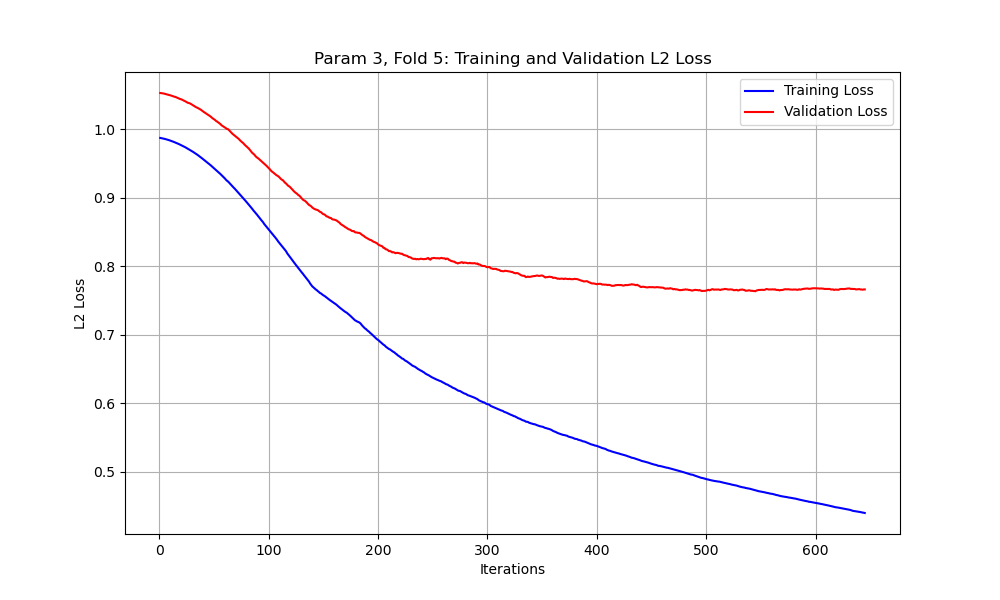 Param 3, Fold 5: Training and Validation L2 Loss
Training Loss
Validation Loss
1.0
0.9
0.8
0.7
0.6
0.5
L2 Loss
0 100 200 300 400 500 600
Iterations